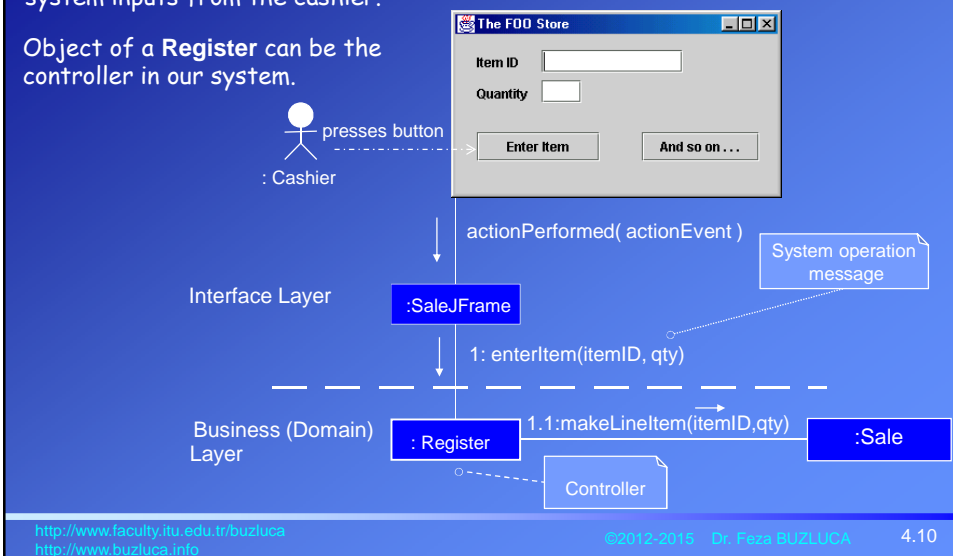 system inputs from the cashier.
Object of a Register can be the
controller in our system.
The FOO Store
Item ID
Quantity
Enter Item
And so on . . .
presses button
: Cashier
actionPerformed( actionEvent )
System operation
message
Interface Layer
:SaleJFrame
1: enterItem(itemID, qty)
Business (Domain)
Layer
: Register
1.1:makeLineItem(itemID,qty)
:Sale
Controller
http://www.faculty.itu.edu.tr/buzluca
http://www.buzluca.info
©2012-2015 Dr. Feza BUZLUCA
4.10